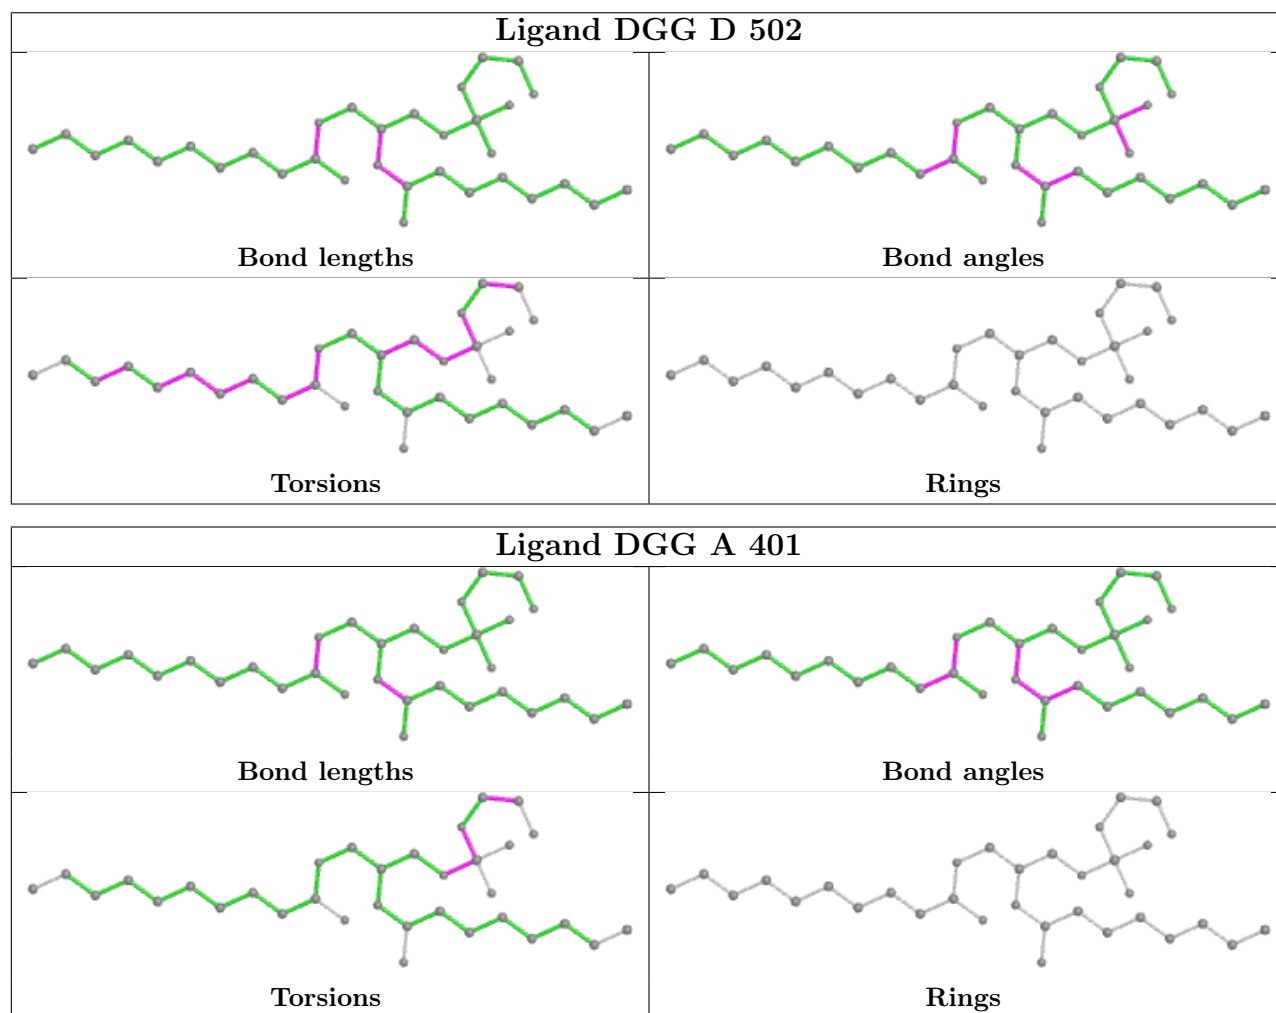 Ligand DGG D 502
Bond lengths
Bond angles
Torsions
Rings
Ligand DGG A 401
Bond lengths
Bond angles
Torsions
Rings